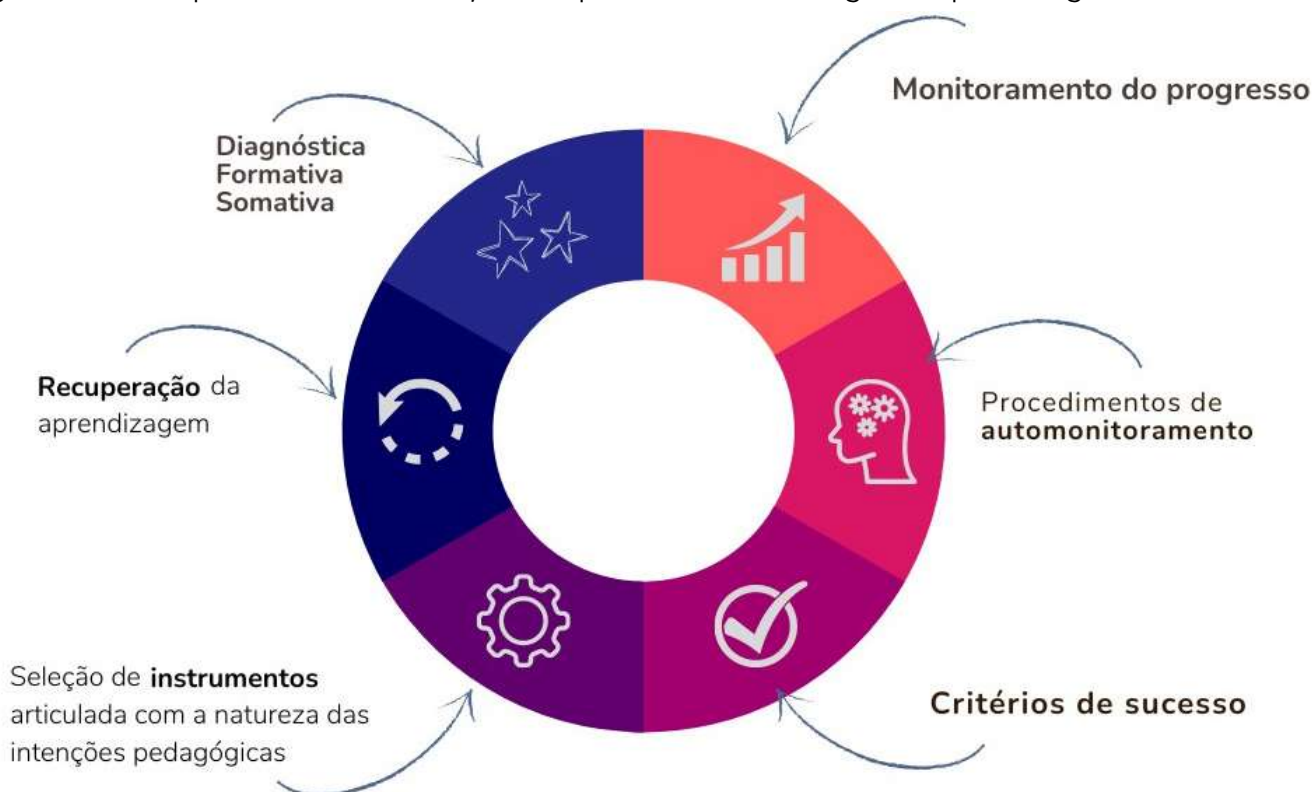 Monitoramento do progresso
Diagnóstica
Formativa
Somativa
Recuperação da
aprendizagem
Procedimentos de
automonitoramento
Seleção de instrumentos
articulada com a natureza das
intenções pedagógicas
Critérios de sucesso